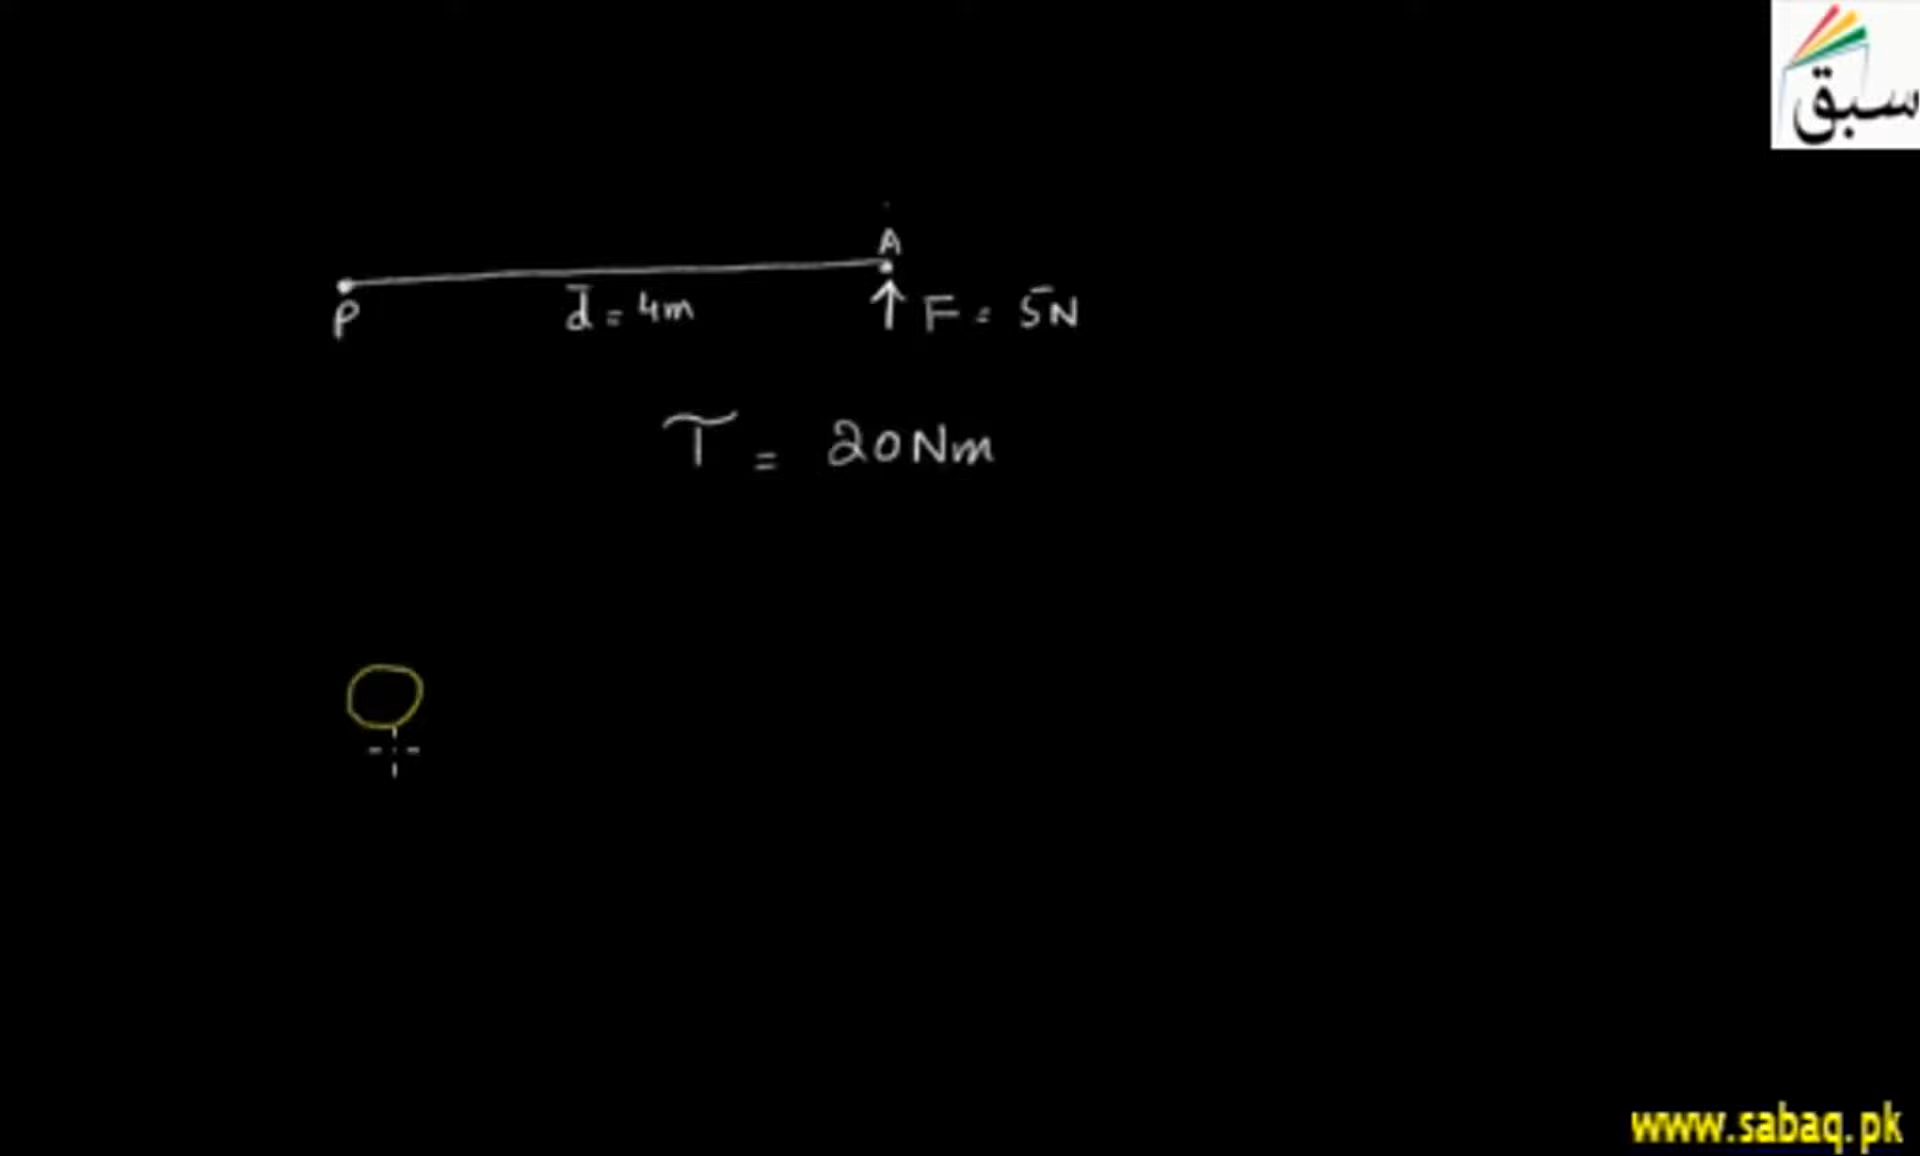 سبق
A
P
d = 4m
F = 5N
T = 20Nm
www.sabaq.pk